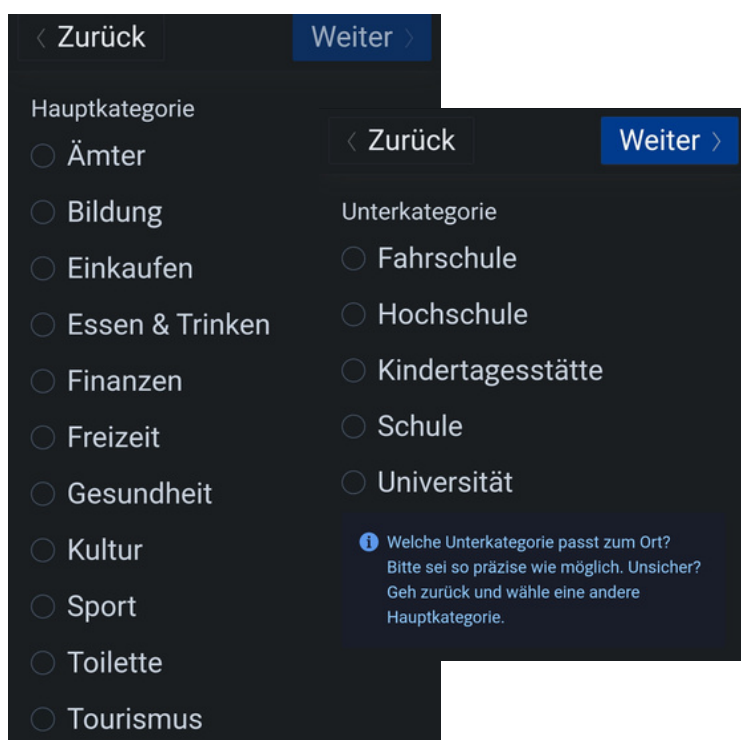 Zurück
Weiter
Hauptkategorie
Ämter
Bildung
Einkaufen
Essen & Trinken
Finanzen
Freizeit
Gesundheit
Kultur
Sport
Toilette
Tourismus
Zurück
Weiter
Unterkategorie
Fahrschule
Hochschule
Kindertagesstätte
Schule
Universität
Welche Unterkategorie passt zum Ort?
Bitte sei so präzise wie möglich. Unsicher?
Geh zurück und wähle eine andere
Hauptkategorie.